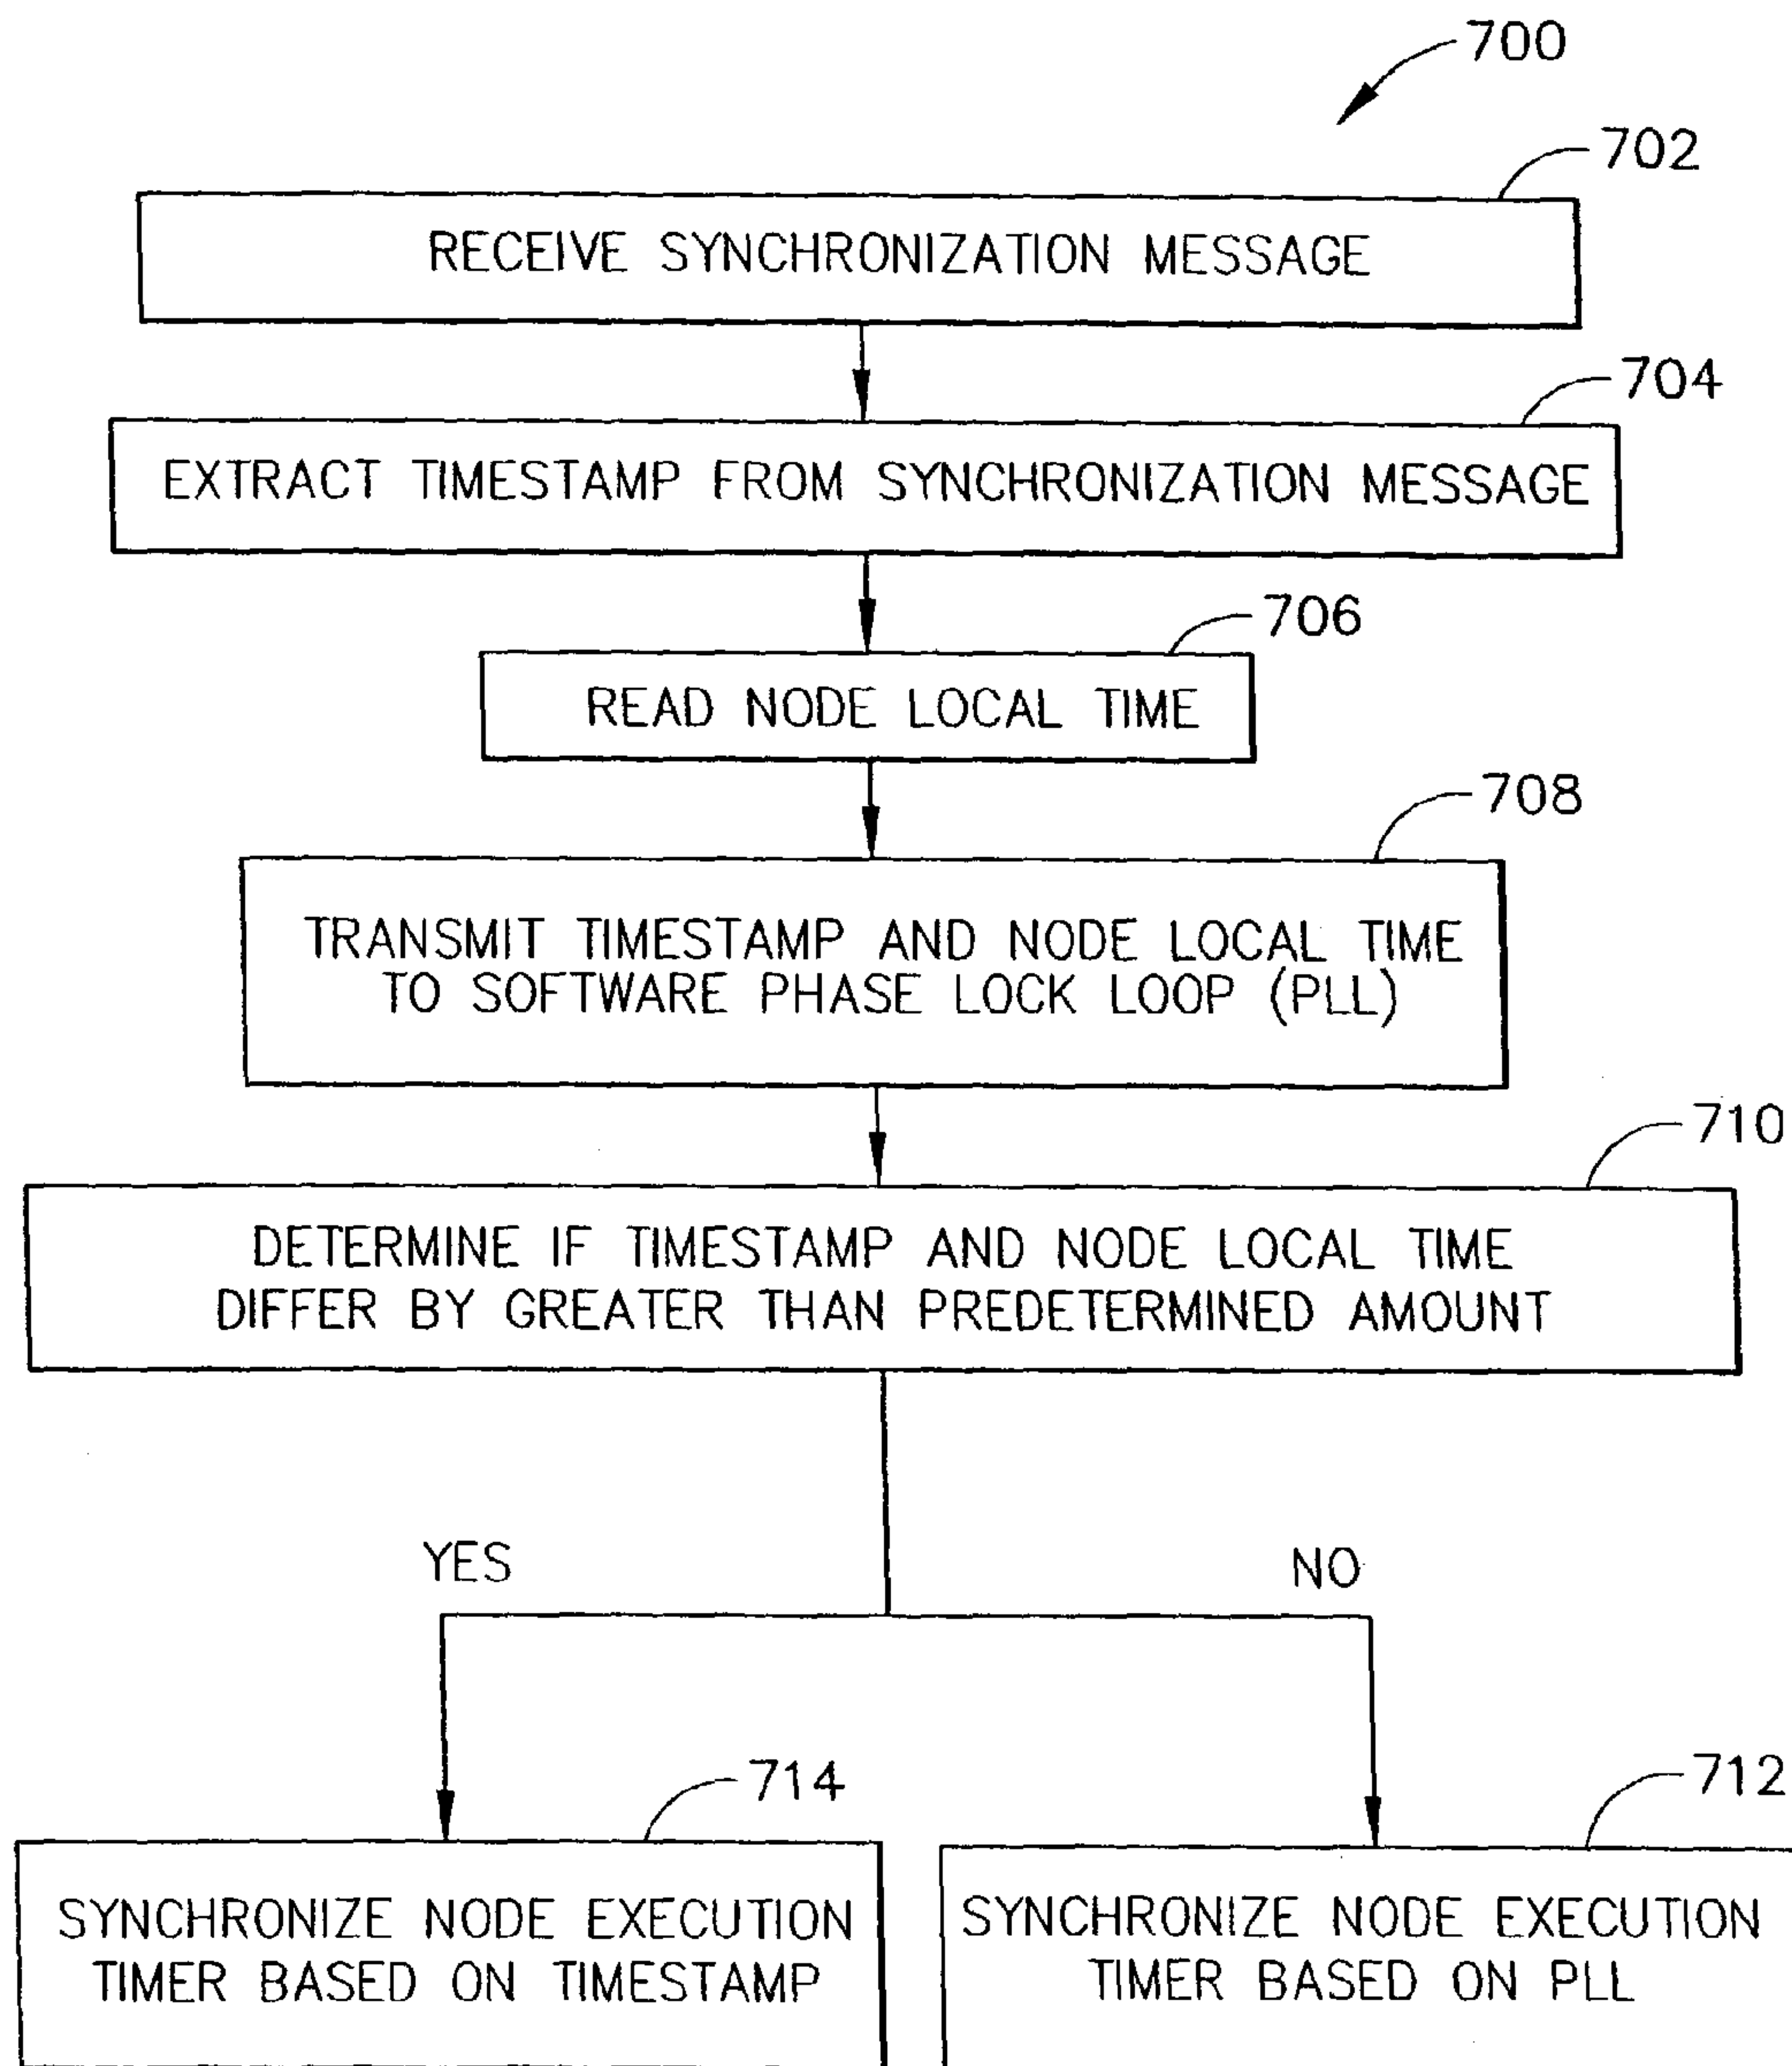 700
702
RECEIVE SYNCHRONIZATION MESSAGE
704
EXTRACT TIMESTAMP FROM SYNCHRONIZATION MESSAGE
706
READ NODE LOCAL TIME
708
TRANSMIT TIMESTAMP AND NODE LOCAL TIME
TO SOFTWARE PHASE LOCK LOOP (PLL)
710
DETERMINE IF TIMESTAMP AND NODE LOCAL TIME
DIFFER BY GREATER THAN PREDETERMINED AMOUNT
YES
NO
714
SYNCHRONIZE NODE EXECUTION
TIMER BASED ON TIMESTAMP
712
SYNCHRONIZE NODE EXECUTION
TIMER BASED ON PLL